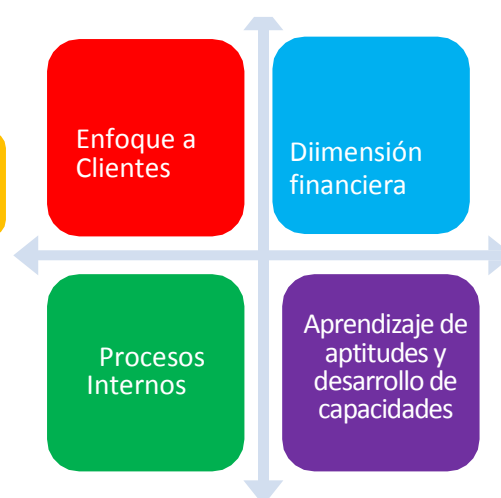 Enfoque a
Clientes
Diimensión
financiera
Procesos
Internos
Aprendizaje de
aptitudes y
desarrollo de
capacidades